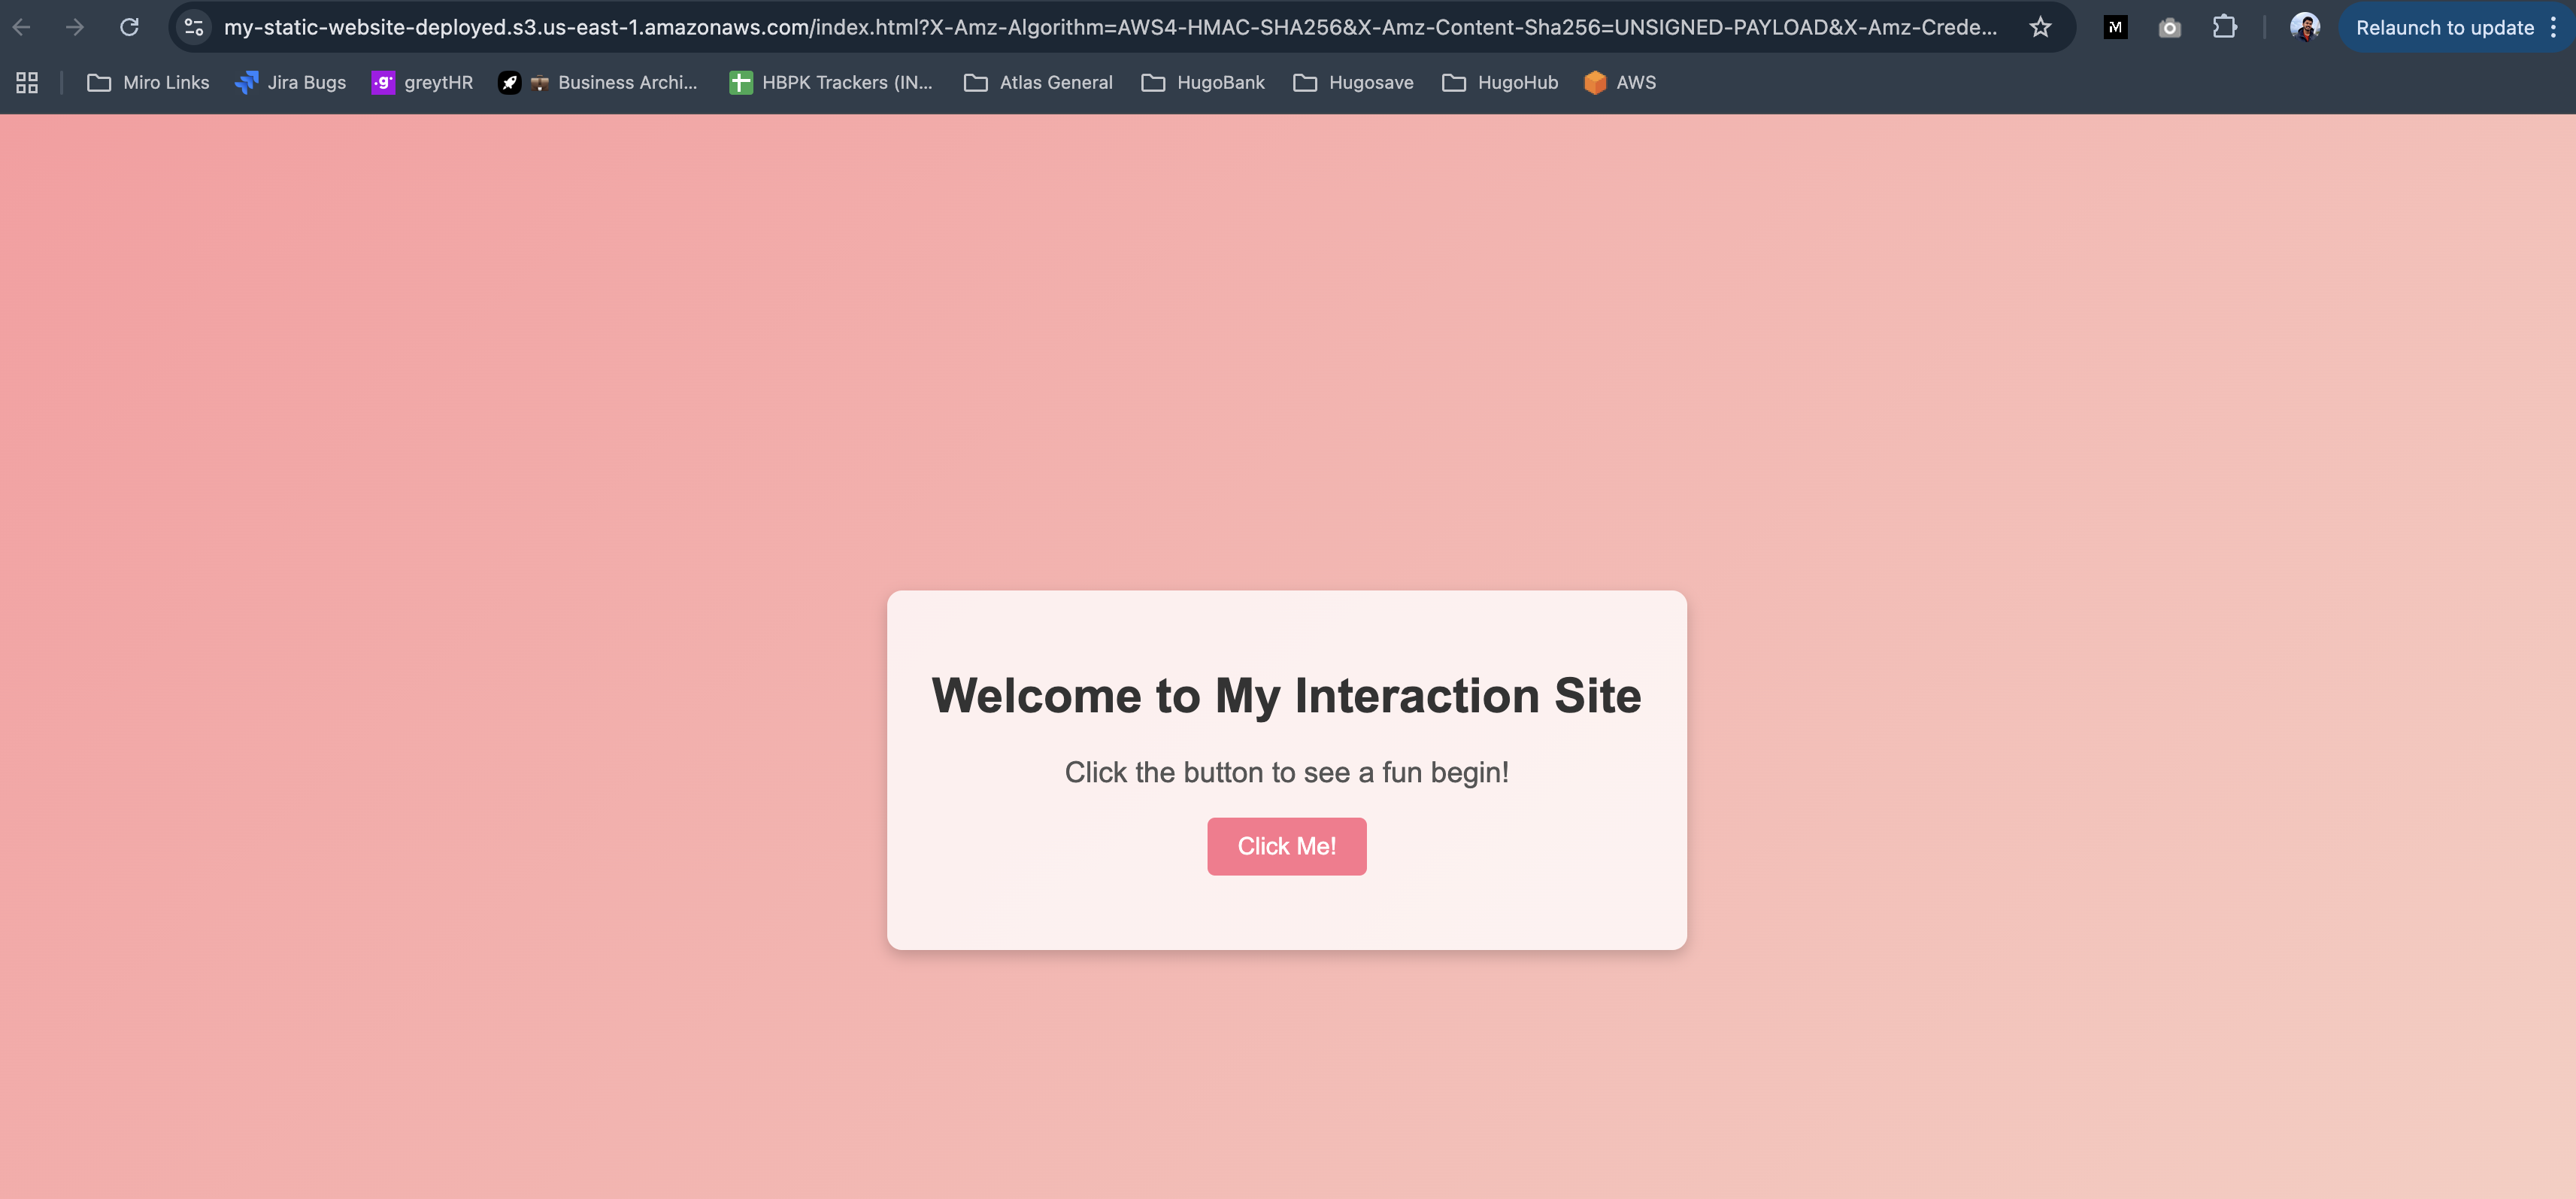 my-static-website-deployed.s3.us-east-1.amazonaws.com/index.html?X-Amz-Algorithm=AWS4-HMAC-SHA256&X-Amz-Content-Sha256=UNSIGNED-PAYLOAD&X-Amz-Crede...
Relaunch to update
Miro Links Jira Bugs .g greytHR Business Archi... HBPK Trackers (IN... Atlas General HugoBank Hugosave HugoHub AWS
Welcome to My Interaction Site
Click the button to see a fun begin!
Click Me!